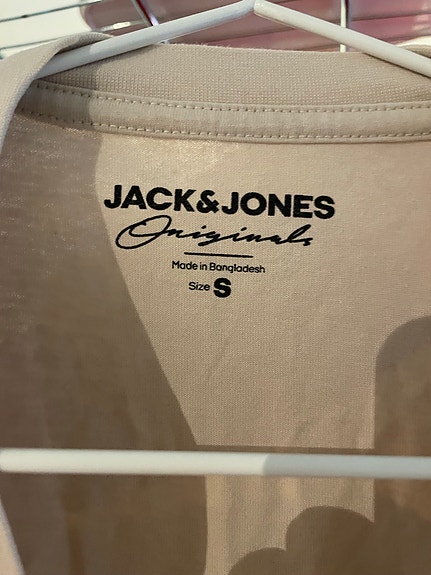 JACK&JONES
Originals
Made in Bangladesh
Size S